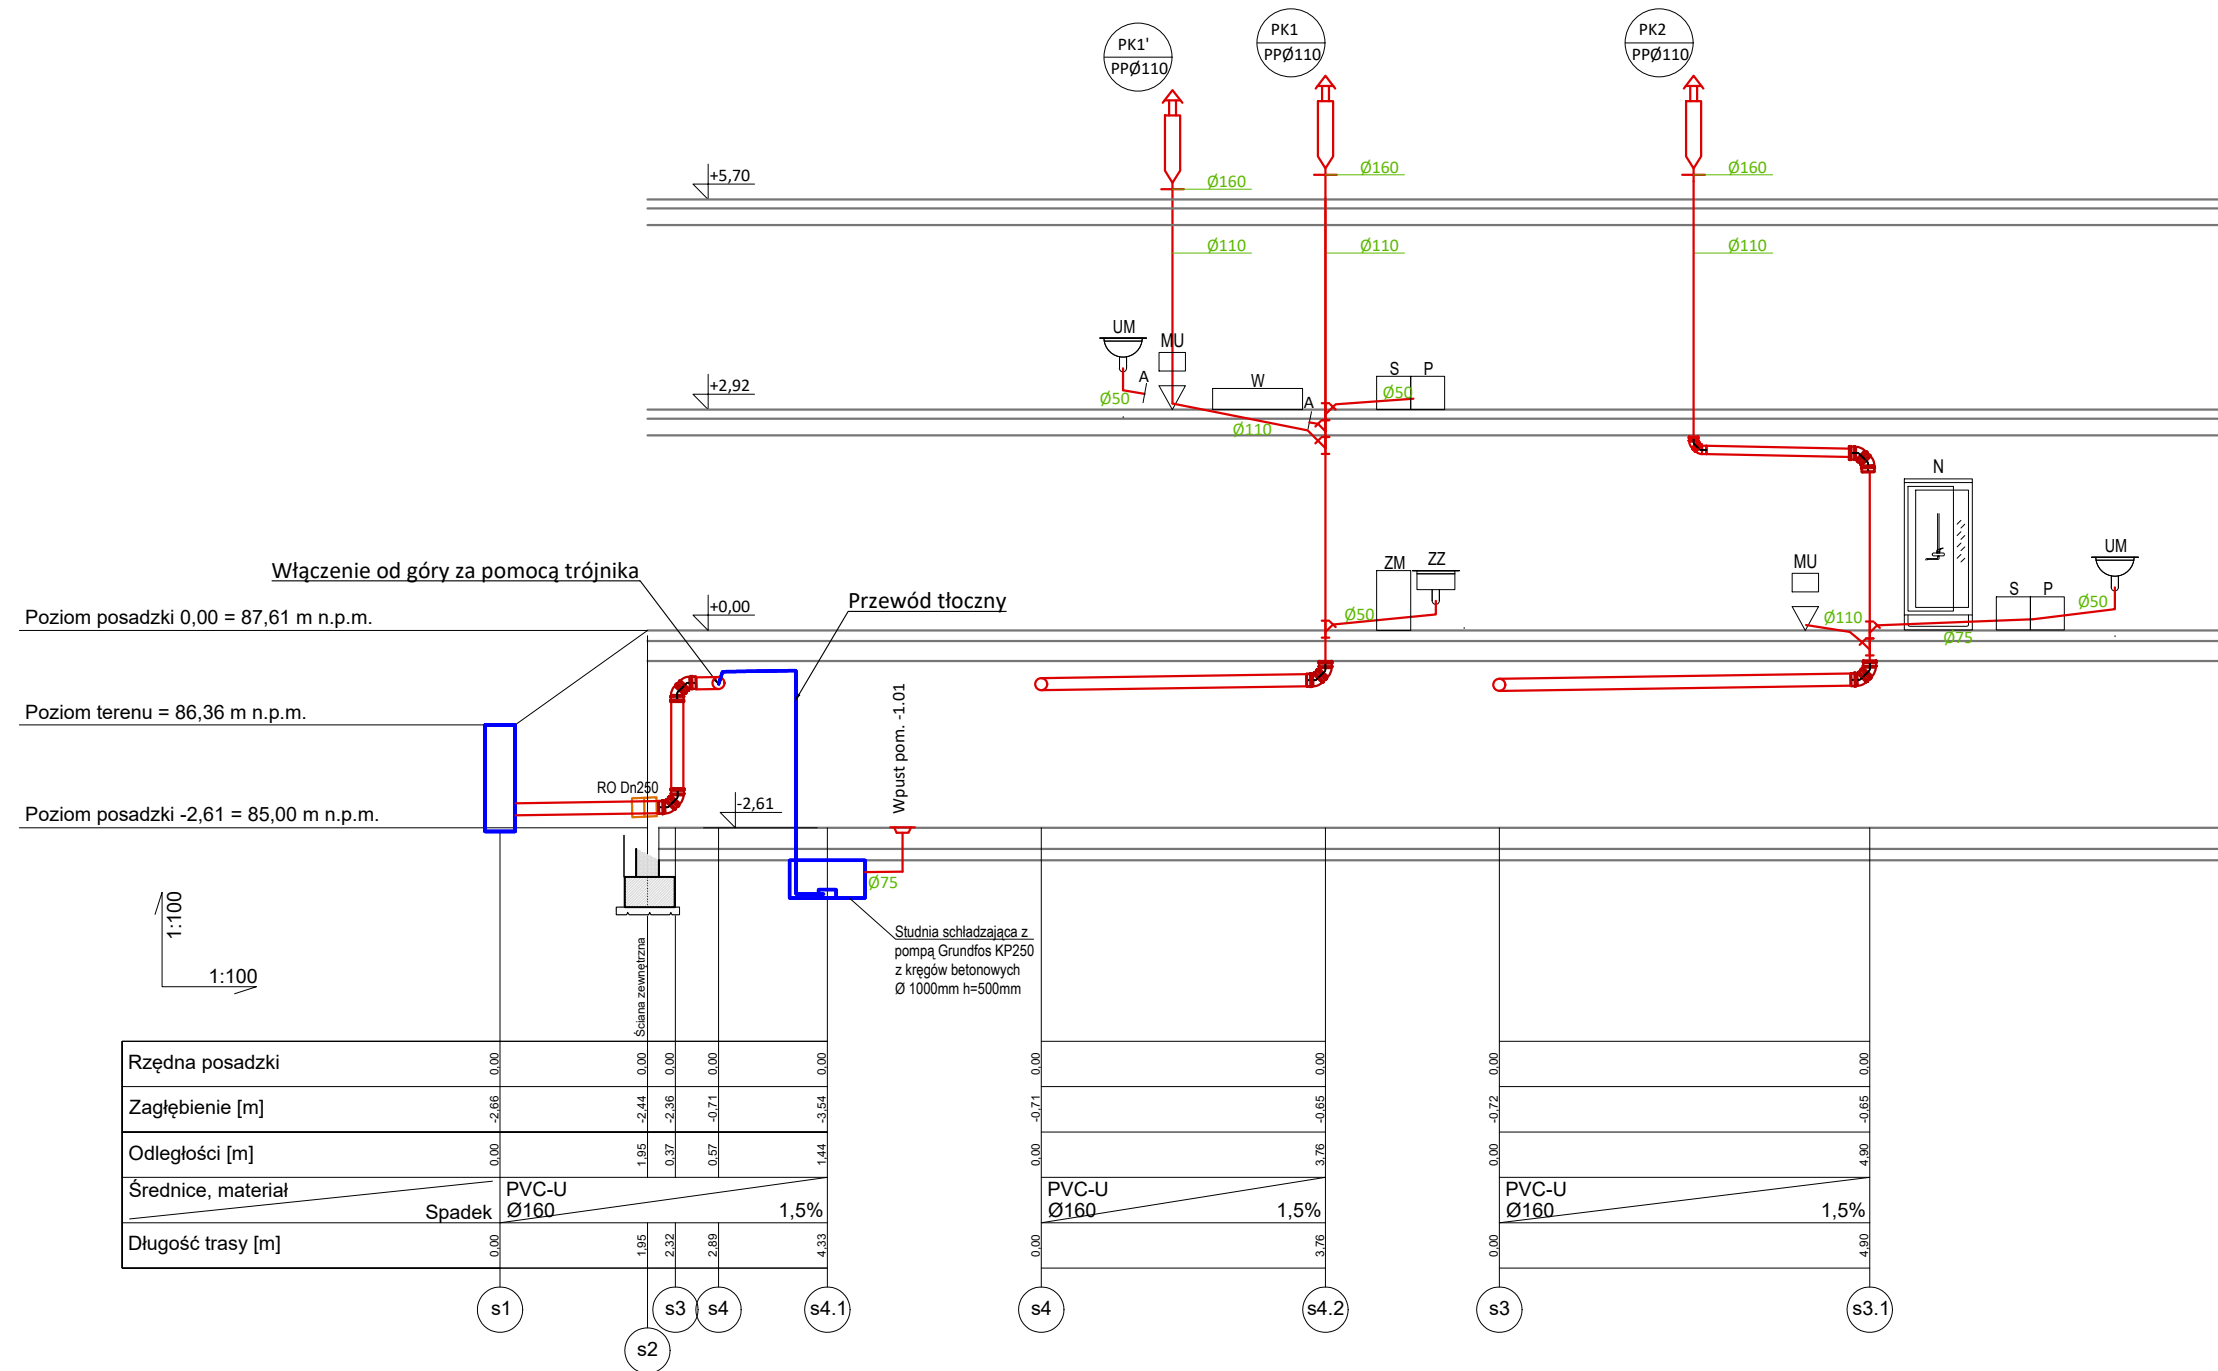 PK1'
PPØ110
PK1
PPØ110
PK2
PPØ110
+5,70
Ø160
Ø160
Ø160
Ø110
Ø110
Ø110
UM
MU
A
W
S P
+2,92
Ø50
Ø50
A
Ø110
N
Włączenie od góry za pomocą trójnika
Przewód tłoczny
ZM
ZZ
MU
UM
S P
Poziom posadzki 0,00 = 87,61 m n.p.m.
+0,00
Ø50
Ø110
Ø50
Ø75
Poziom terenu = 86,36 m n.p.m.
Wpust pom. -1.01
RO Dn250
Poziom posadzki -2,61 = 85,00 m n.p.m.
-2,61
Ø75
1:100
1:100
Studnia schładzająca z
pompą Grundfos KP250
z kręgów betonowych
Ø 1000mm h=500mm
Ściana zewnętrzna
Rzędna posadzki 0,00 0,00 0,00 0,00 0,00 0,00 0,00 0,00 0,00
Zagłębienie [m] -2,66 -2,44 -2,36 -0,71 -3,54 -0,71 -0,65 -0,72 -0,65
Odległości [m] 0,00 1,95 0,37 0,57 1,44 0,00 3,76 0,00 4,90
Średnice, materiał PVC-U PVC-U PVC-U
Spadek Ø160 1,5% Ø160 1,5% Ø160 1,5%
Długość trasy [m] 0,00 1,95 2,32 2,89 4,33 0,00 3,76 0,00 4,90
s1 s3 s4 s4.1 s4 s4.2 s3 s3.1
s2